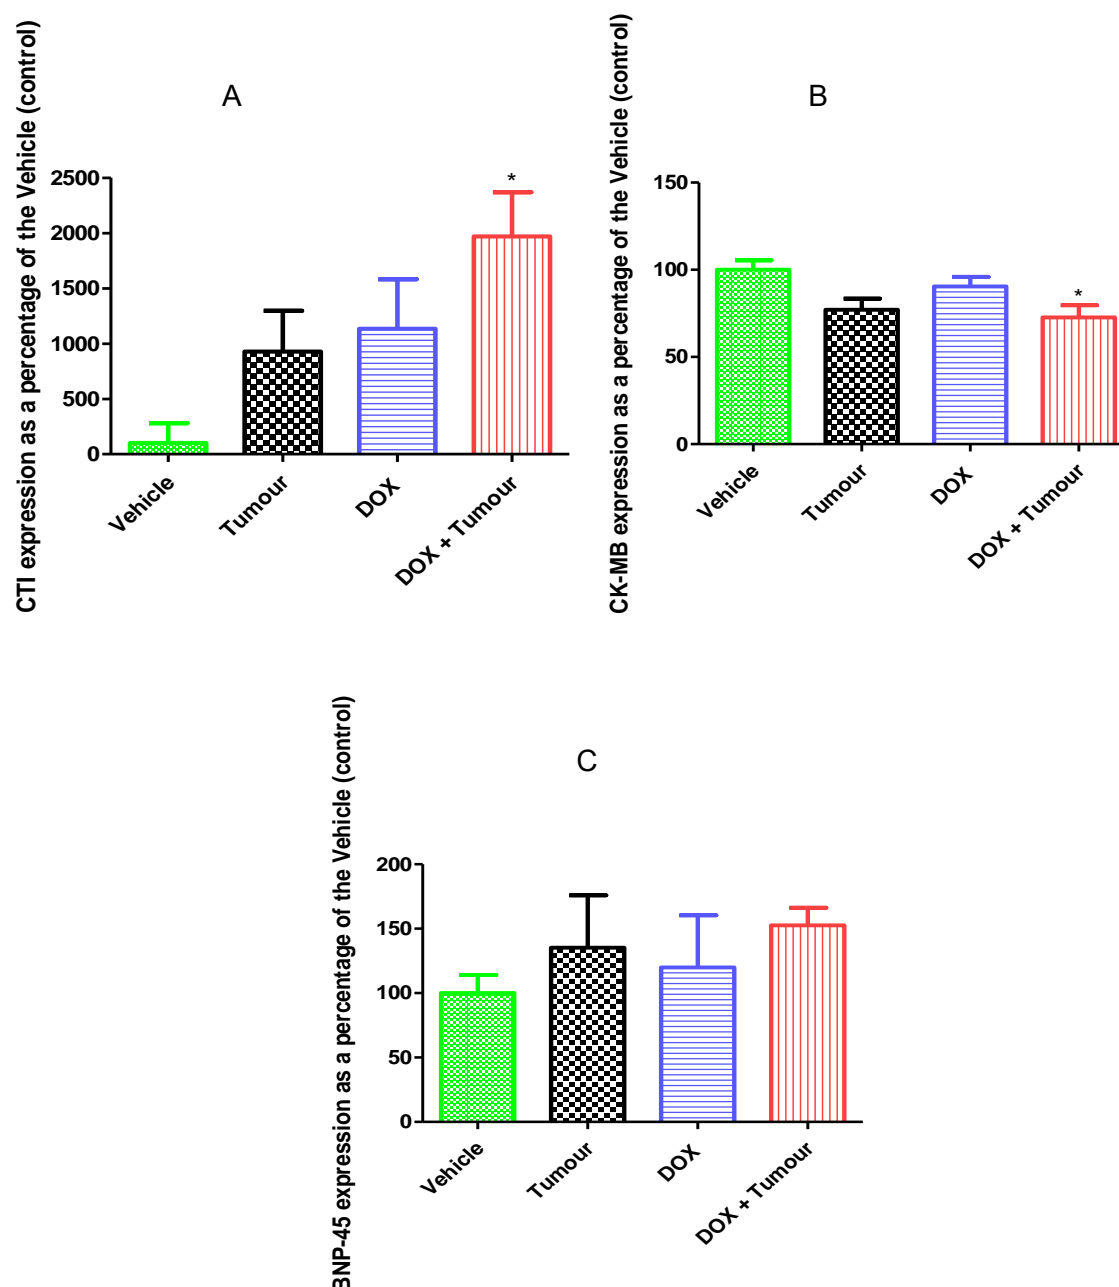 A
CTI expression as a percentage of the Vehicle (control)
2500
2000
1500
1000
500
0
*
Vehicle
Tumour
DOX
DOX + Tumour
B
CK-MB expression as a percentage of the Vehicle (control)
150
100
50
0
*
Vehicle
Tumour
DOX
DOX + Tumour
C
BNP-45 expression as a percentage of the Vehicle (control)
200
150
100
50
0
Vehicle
Tumour
DOX
DOX + Tumour